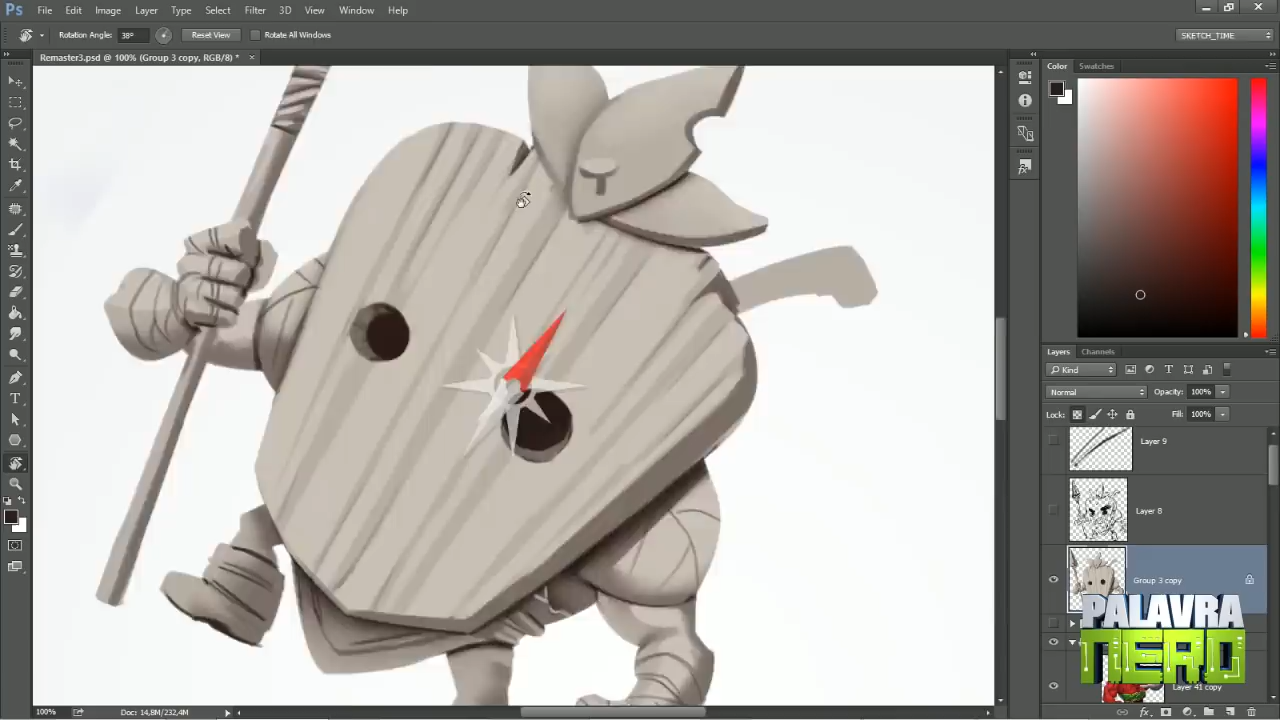 Ps File Edit Image Layer Type Select Filter 3D View Window Help
Rotation Angle: 38° Reset View Rotate All Windows SKETCH_TIME
Remaster3.psd @ 100% (Group 3 copy, RGB/8) * ×
Color Swatches
Layers Channels
Kind
Normal Opacity: 100%
Lock: Fill: 100%
Layer 9
Layer 8
Group 3 copy
PALAVRA
NERD
Layer 41 copy
100% Doc: 14,8M/232,4M